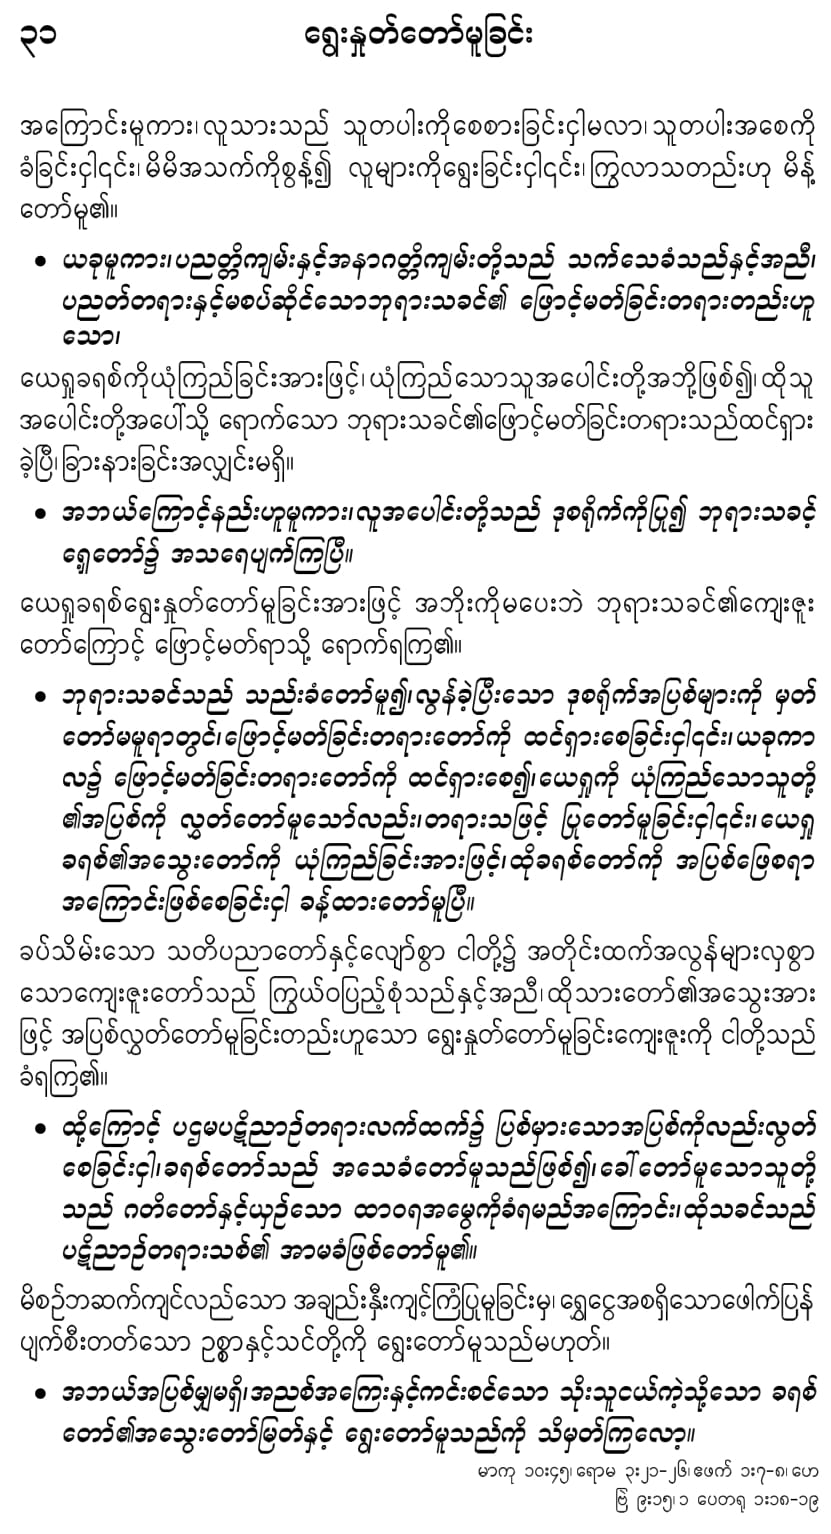 ၃၁ ရွေးနှုတ်တော်မူခြင်း
အကြောင်းမူကား၊ လူသားသည် သူတပါးကိုစေစားခြင်းငှါမလာ၊ သူတပါးအစေကို
ခံခြင်းငှါ၎င်း၊ မိမိအသက်ကိုစွန့်၍ လူများကိုရွေးခြင်းငှါ၎င်း၊ ကြွလာသတည်းဟု မိန့်
တော်မူ၏။
• ယခုမူကား၊ ပညတ္တိကျမ်းနှင့်အနာဂတ္တိကျမ်းတို့သည် သက်သေခံသည်နှင့်အညီ၊
ပညတ်တရားနှင့်မစပ်ဆိုင်သောဘုရားသခင်၏ ဖြောင့်မတ်ခြင်းတရားတည်းဟူ
သော၊
ယေရှုခရစ်ကိုယုံကြည်ခြင်းအားဖြင့်၊ ယုံကြည်သောသူအပေါင်းတို့အဘို့ဖြစ်၍၊ ထိုသူ
အပေါင်းတို့အပေါ်သို့ ရောက်သော ဘုရားသခင်၏ဖြောင့်မတ်ခြင်းတရားသည်ထင်ရှား
ခဲ့ပြီ၊ ခြားနားခြင်းအလျှင်းမရှိ။
• အဘယ်ကြောင့်နည်းဟူမူကား၊ လူအပေါင်းတို့သည် ဒုစရိုက်ကိုပြု၍ ဘုရားသခင့်
ရှေ့တော်၌ အသရေပျက်ကြပြီ။
ယေရှုခရစ်ရွေးနှုတ်တော်မူခြင်းအားဖြင့် အဘိုးကိုမပေးဘဲ ဘုရားသခင်၏ကျေးဇူး
တော်ကြောင့် ဖြောင့်မတ်ရာသို့ ရောက်ရကြ၏။
• ဘုရားသခင်သည် သည်းခံတော်မူ၍၊ လွန်ခဲ့ပြီးသော ဒုစရိုက်အပြစ်များကို မှတ်
တော်မမူရာတွင်၊ ဖြောင့်မတ်ခြင်းတရားတော်ကို ထင်ရှားစေခြင်းငှါ၎င်း၊ ယခုကာ
လ၌ ဖြောင့်မတ်ခြင်းတရားတော်ကို ထင်ရှားစေ၍၊ ယေရှုကို ယုံကြည်သောသူတို့
၏အပြစ်ကို လွှတ်တော်မူသော်လည်း၊ တရားသဖြင့် ပြုတော်မူခြင်းငှါ၎င်း၊ ယေရှု
ခရစ်၏အသွေးတော်ကို ယုံကြည်ခြင်းအားဖြင့်၊ ထိုခရစ်တော်ကို အပြစ်ဖြေစရာ
အကြောင်းဖြစ်စေခြင်းငှါ ခန့်ထားတော်မူပြီ။
ခပ်သိမ်းသော သတိပညာတော်နှင့်လျော်စွာ ငါတို့၌ အတိုင်းထက်အလွန်များလှစွာ
သောကျေးဇူးတော်သည် ကြွယ်ဝပြည့်စုံသည်နှင့်အညီ၊ ထိုသားတော်၏အသွေးအား
ဖြင့် အပြစ်လွှတ်တော်မူခြင်းတည်းဟူသော ရွေးနှုတ်တော်မူခြင်းကျေးဇူးကို ငါတို့သည်
ခံရကြ၏။
• ထို့ကြောင့် ပဌမပဋိညာဉ်တရားလက်ထက်၌ ပြစ်မှားသောအပြစ်ကိုလည်းလွှတ်
စေခြင်းငှါ၊ ခရစ်တော်သည် အသေခံတော်မူသည်ဖြစ်၍၊ ခေါ်တော်မူသောသူတို့
သည် ဂတိတော်နှင့်ယှဉ်သော ထာဝရအမွေကိုခံရမည်အကြောင်း၊ ထိုသခင်သည်
ပဋိညာဉ်တရားသစ်၏ အာမခံဖြစ်တော်မူ၏။
မိစဉ်ဘဆက်ကျင်လည်သော အချည်းနှီးကျင့်ကြံပြုမူခြင်းမှ၊ ရွှေငွေအစရှိသောဖေါက်ပြန်
ပျက်စီးတတ်သော ဥစ္စာနှင့်သင်တို့ကို ရွေးတော်မူသည်မဟုတ်။
• အဘယ်အပြစ်မျှမရှိ၊ အညစ်အကြေးနှင့်ကင်းစင်သော သိုးသူငယ်ကဲ့သို့သော ခရစ်
တော်၏အသွေးတော်မြတ်နှင့် ရွေးတော်မူသည်ကို သိမှတ်ကြလော့။
မာကု ၁၀း၄၅၊ ရောမ ၃း၂၁-၂၆၊ ဧဖက် ၁း၇-၈၊ ဟေ
ဗြဲ ၉း၁၅၊ ၁ ပေတရု ၁း၁၈-၁၉